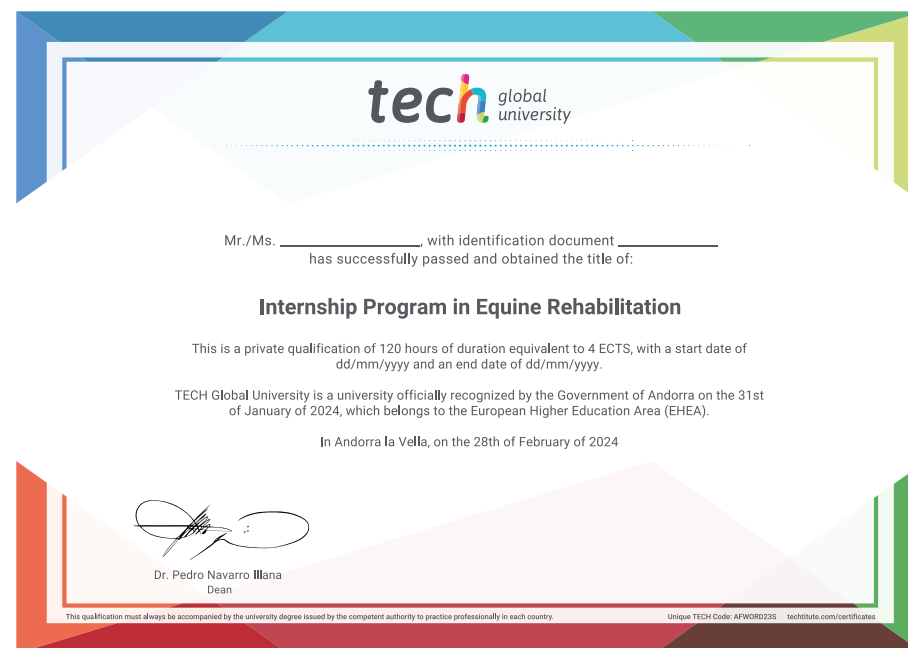 tech global university
Mr./Ms. ____________, with identification document ____________
has successfully passed and obtained the title of:
Internship Program in Equine Rehabilitation
This is a private qualification of 120 hours of duration equivalent to 4 ECTS, with a start date of
dd/mm/yyyy and an end date of dd/mm/yyyy.
TECH Global University is a university officially recognized by the Government of Andorra on the 31st
of January of 2024, which belongs to the European Higher Education Area (EHEA).
In Andorra la Vella, on the 28th of February of 2024
Dr. Pedro Navarro Illana
Dean
This qualification must always be accompanied by the university degree issued by the competent authority to practice professionally in each country.
Unique TECH Code: AFWORD23S techtitute.com/certificates